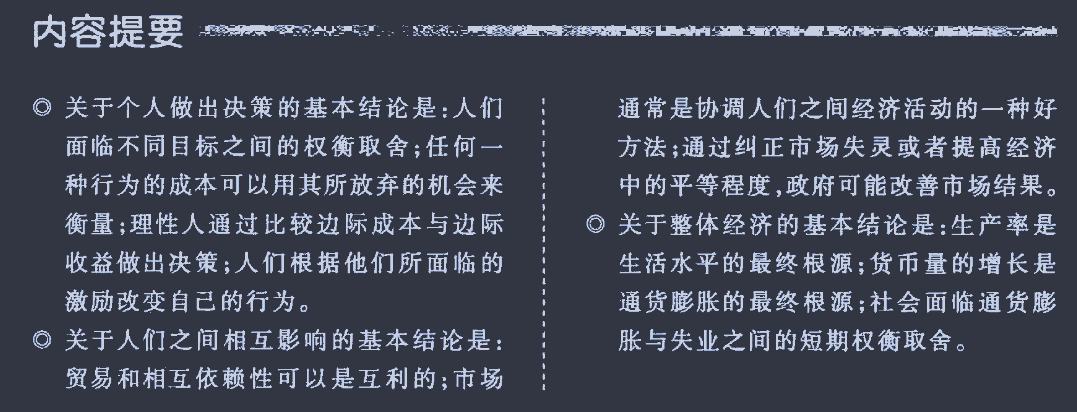 内容提要
◎ 关于个人做出决策的基本结论是:人们
面临不同目标之间的权衡取舍;任何一
种行为的成本可以用其所放弃的机会来
衡量;理性人通过比较边际成本与边际
收益做出决策;人们根据他们所面临的
激励改变自己的行为。
◎ 关于人们之间相互影响的基本结论是:
贸易和相互依赖性可以是互利的;市场
通常是协调人们之间经济活动的一种好
方法;通过纠正市场失灵或者提高经济
中的平等程度,政府可能改善市场结果。
◎ 关于整体经济的基本结论是:生产率是
生活水平的最终根源;货币量的增长是
通货膨胀的最终根源;社会面临通货膨
胀与失业之间的短期权衡取舍。